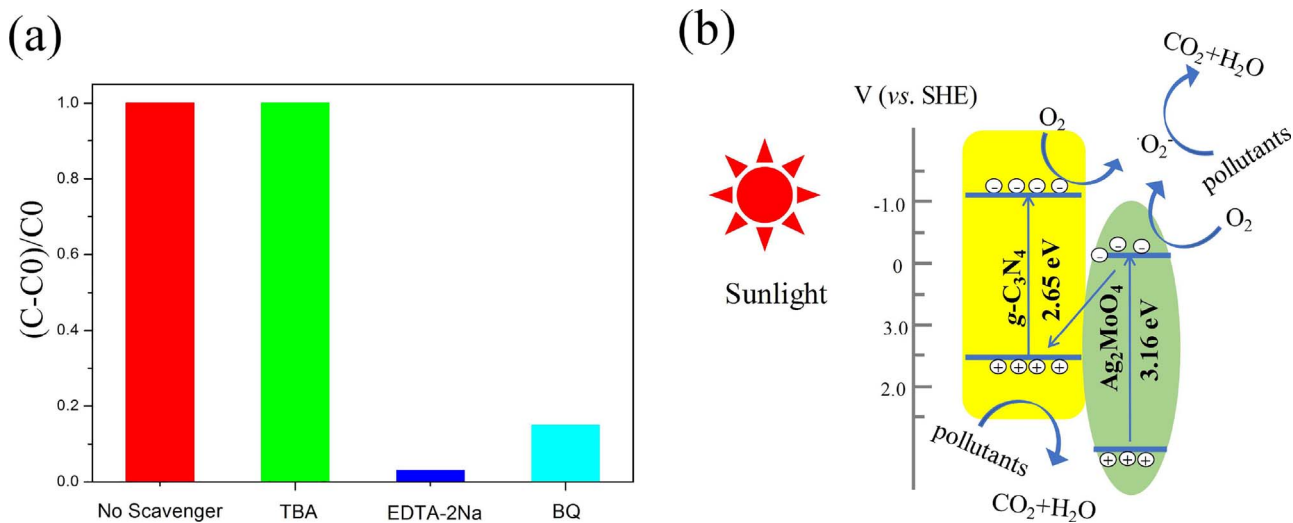 (a)
(C-C0)/C0
1.0
0.8
0.6
0.4
0.2
0.0
No Scavenger
TBA
EDTA-2Na
BQ
(b)
V (vs. SHE)
-1.0
0
3.0
2.0
Sunlight
CO₂+H₂O
O₂
·O₂⁻
pollutants
O₂
g-C₃N₄
2.65 eV
Ag₂MoO₄
3.16 eV
pollutants
CO₂+H₂O